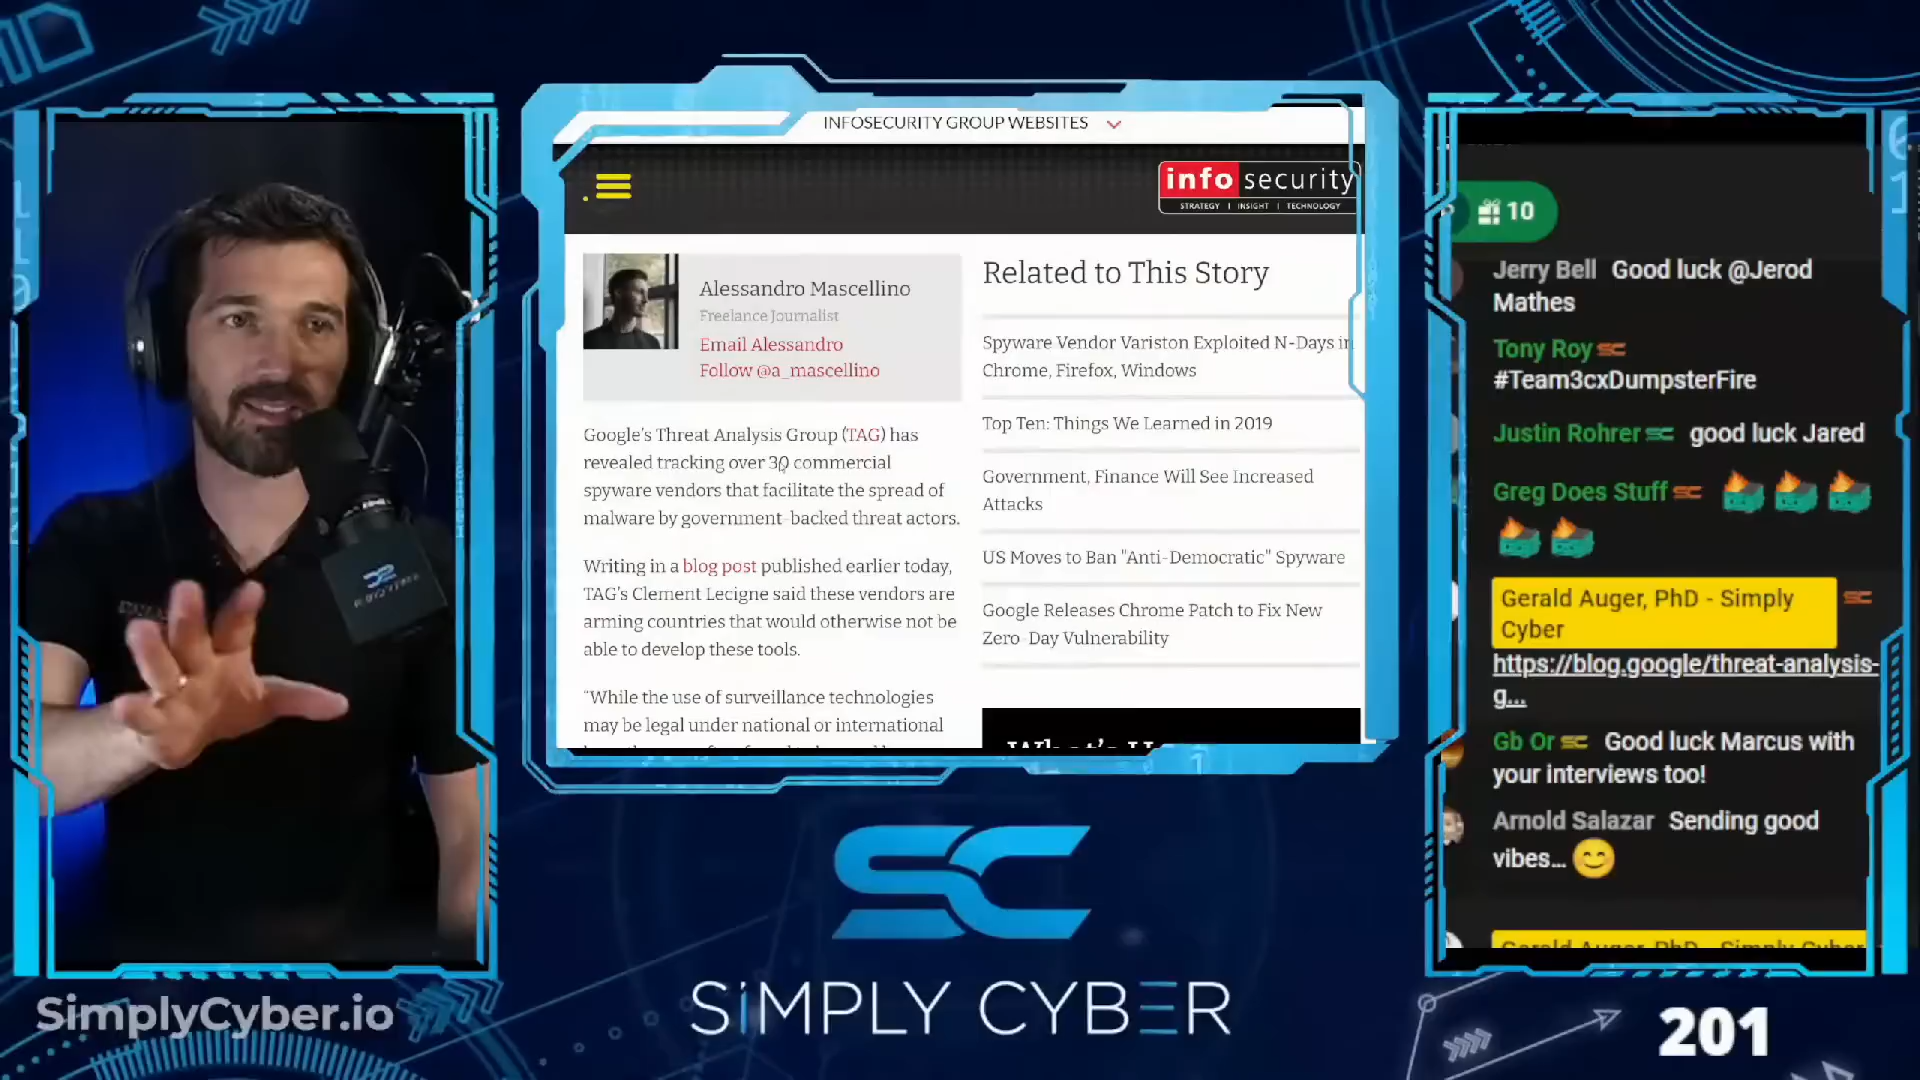 INFOSECURITY GROUP WEBSITES
info security
STRATEGY | INSIGHT | TECHNOLOGY
Alessandro Mascellino
Freelance Journalist
Email Alessandro
Follow @a_mascellino
Google's Threat Analysis Group (TAG) has
revealed tracking over 30 commercial
spyware vendors that facilitate the spread of
malware by government-backed threat actors.
Writing in a blog post published earlier today,
TAG's Clement Lecigne said these vendors are
arming countries that would otherwise not be
able to develop these tools.
"While the use of surveillance technologies
may be legal under national or international
Related to This Story
Spyware Vendor Variston Exploited N-Days in
Chrome, Firefox, Windows
Top Ten: Things We Learned in 2019
Government, Finance Will See Increased
Attacks
US Moves to Ban "Anti-Democratic" Spyware
Google Releases Chrome Patch to Fix New
Zero-Day Vulnerability
10
Jerry Bell Good luck @Jerod
Mathes
Tony Roy
#Team3cxDumpsterFire
Justin Rohrer good luck Jared
Greg Does Stuff
Gerald Auger, PhD - Simply
Cyber
https://blog.google/threat-analysis-
g...
Gb Or Good luck Marcus with
your interviews too!
Arnold Salazar Sending good
vibes... 😊
Gerald Auger, PhD - Simply Cyber
SC
SiMPLY CYBER
SimplyCyber.io
201